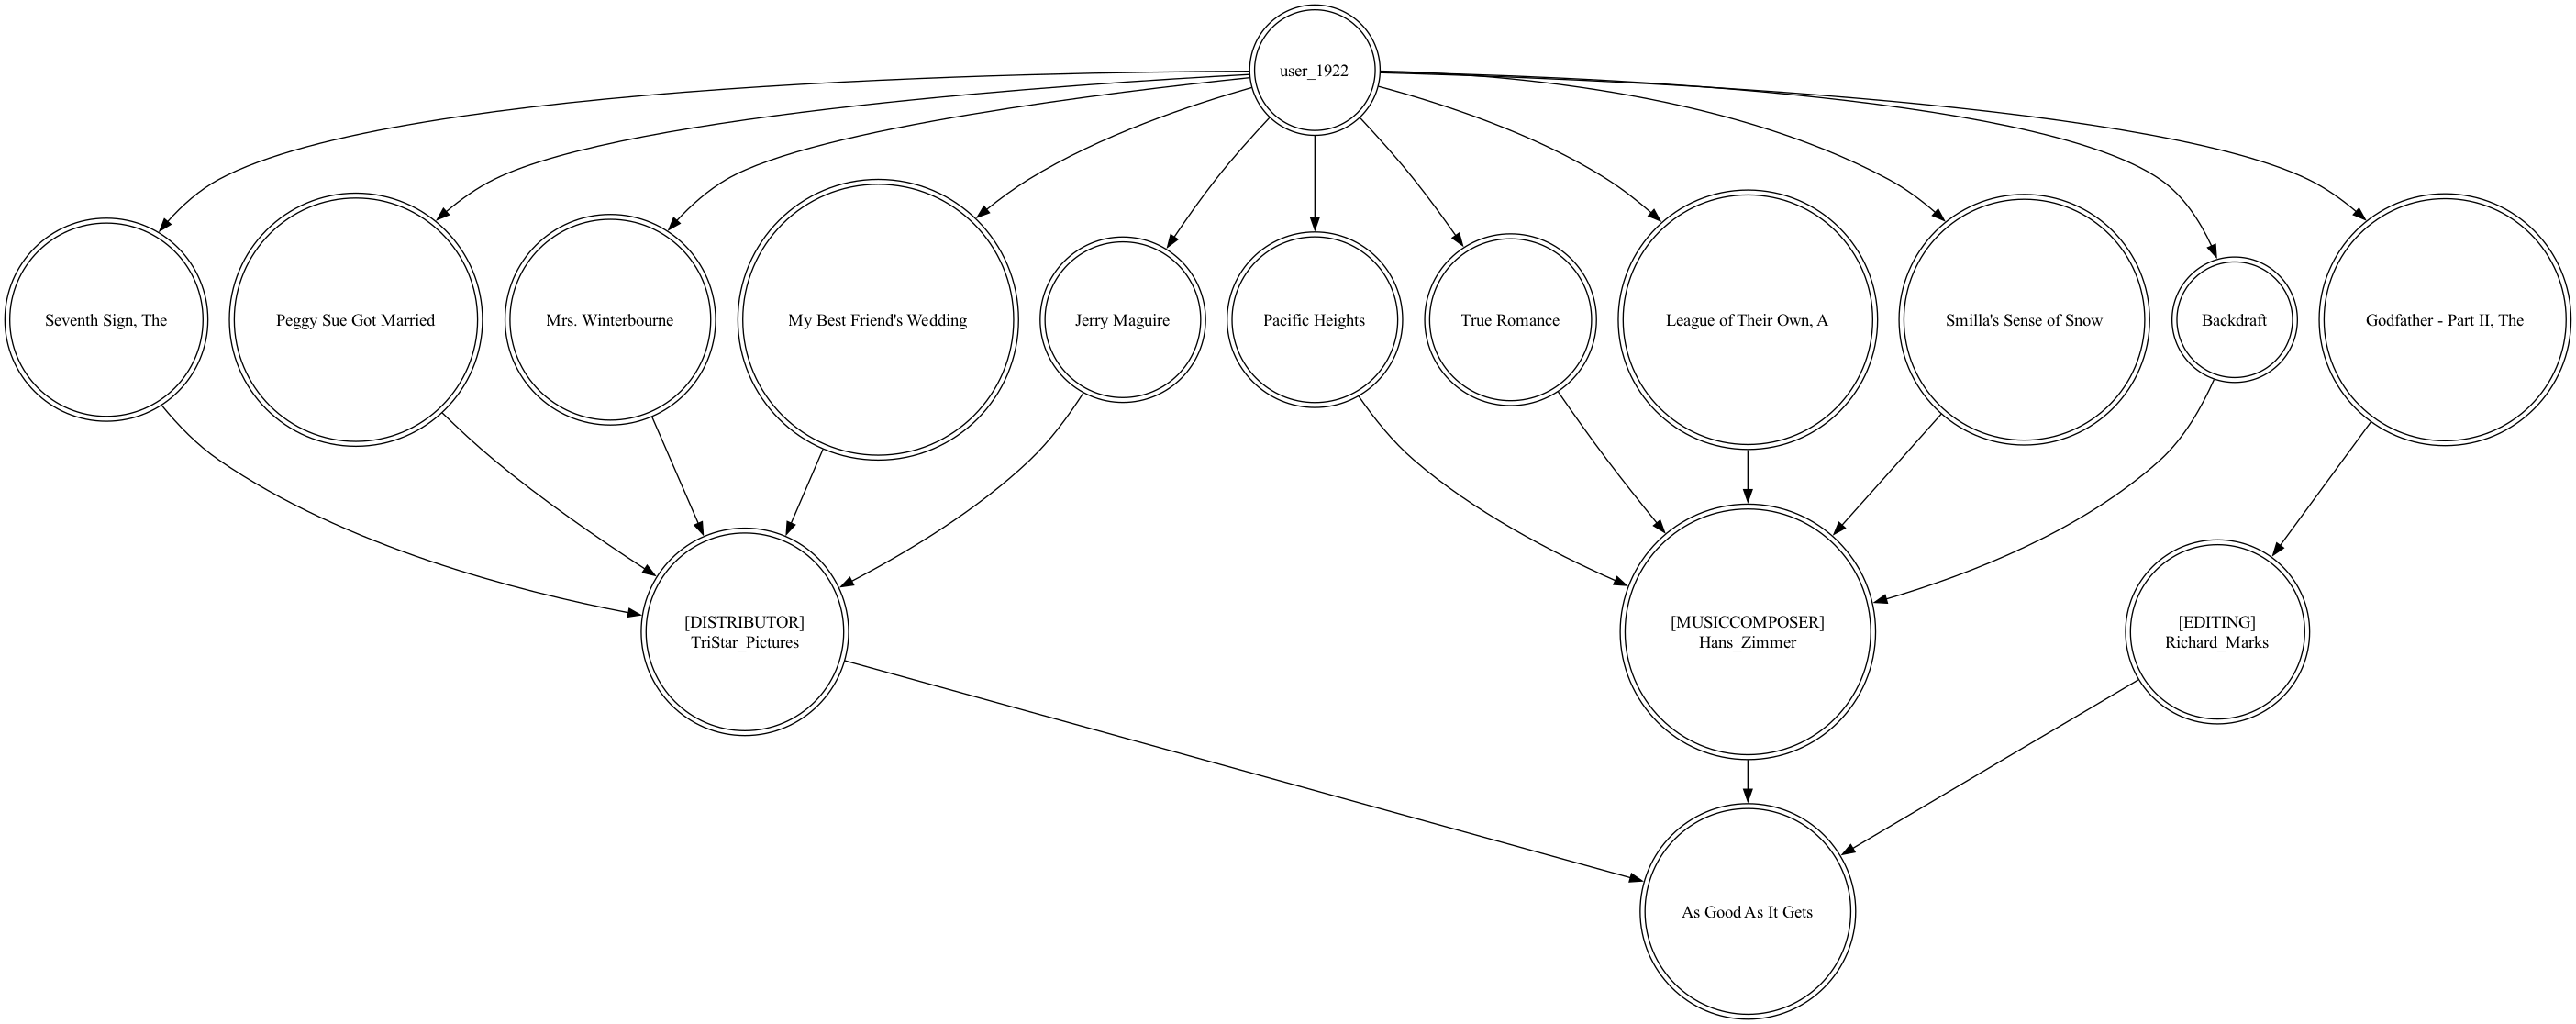 user_1922
Seventh Sign, The
Peggy Sue Got Married
Mrs. Winterbourne
My Best Friend's Wedding
Jerry Maguire
Pacific Heights
True Romance
League of Their Own, A
Smilla's Sense of Snow
Backdraft
Godfather - Part II, The
[DISTRIBUTOR]
TriStar_Pictures
[MUSICCOMPOSER]
Hans_Zimmer
[EDITING]
Richard_Marks
As Good As It Gets